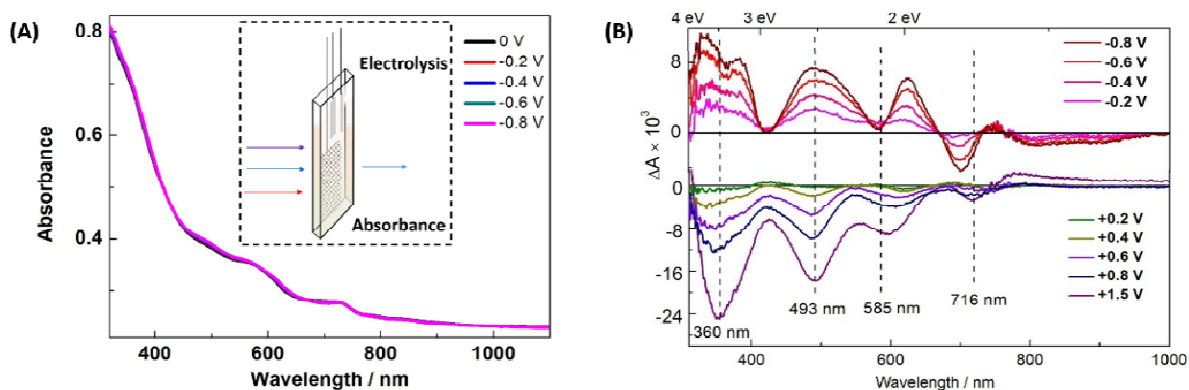 (A)
0.8
0.6
0.4
Absorbance
400
600
800
1000
Wavelength / nm
Electrolysis
Absorbance
0 V
-0.2 V
-0.4 V
-0.6 V
-0.8 V
(B)
4 eV
3 eV
2 eV
8
0
0
-8
-16
-24
ΔA × 10³
-0.8 V
-0.6 V
-0.4 V
-0.2 V
+0.2 V
+0.4 V
+0.6 V
+0.8 V
+1.5 V
360 nm
493 nm
585 nm
716 nm
400
600
800
1000
Wavelength / nm